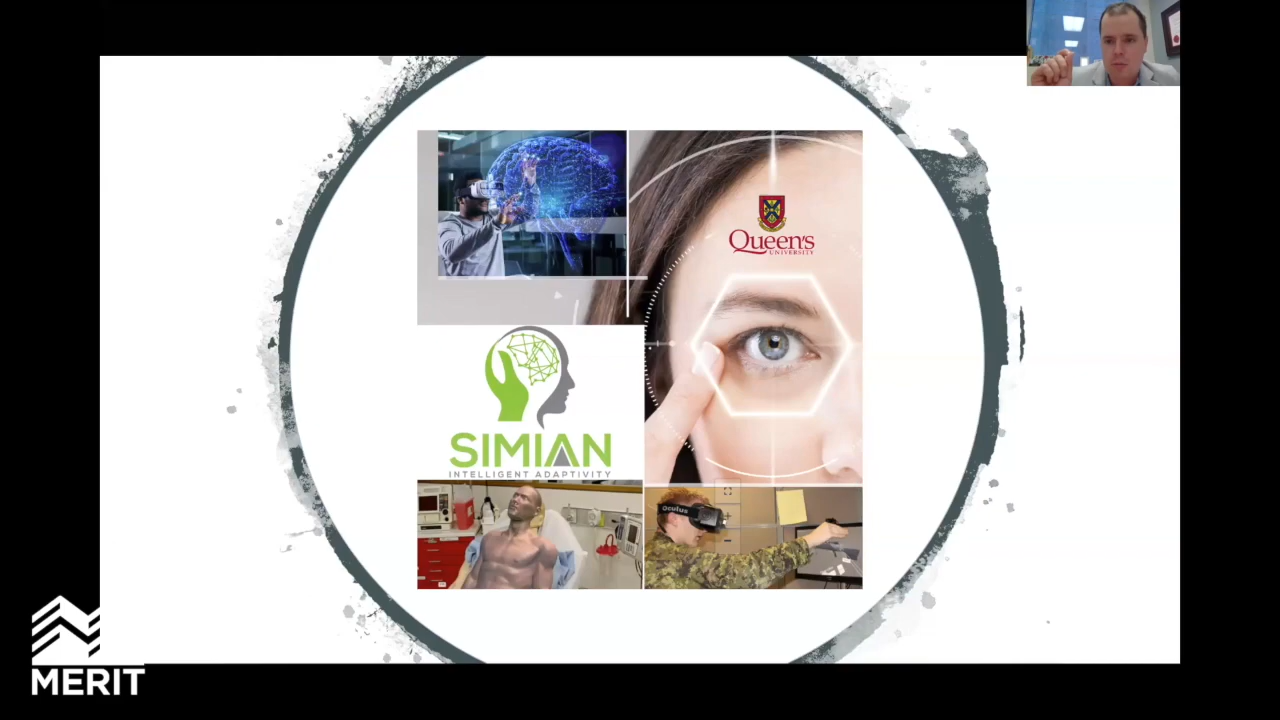 Queen's
UNIVERSITY
SIMIAN
INTELLIGENT ADAPTIVITY
Oculus
MERIT